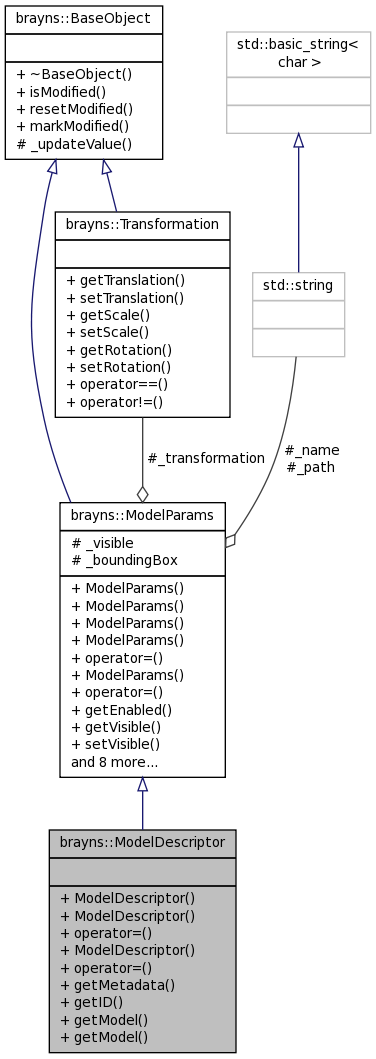 brayns::BaseObject
+ ~BaseObject()
+ isModified()
+ resetModified()
+ markModified()
# _updateValue()
std::basic_string<
char >
brayns::Transformation
+ getTranslation()
+ setTranslation()
+ getScale()
+ setScale()
+ getRotation()
+ setRotation()
+ operator==()
+ operator!=()
std::string
#_transformation
#_name
#_path
brayns::ModelParams
# _visible
# _boundingBox
+ ModelParams()
+ ModelParams()
+ ModelParams()
+ ModelParams()
+ operator=()
+ ModelParams()
+ operator=()
+ getEnabled()
+ getVisible()
+ setVisible()
and 8 more...
brayns::ModelDescriptor
+ ModelDescriptor()
+ ModelDescriptor()
+ operator=()
+ ModelDescriptor()
+ operator=()
+ getMetadata()
+ getID()
+ getModel()
+ getModel()